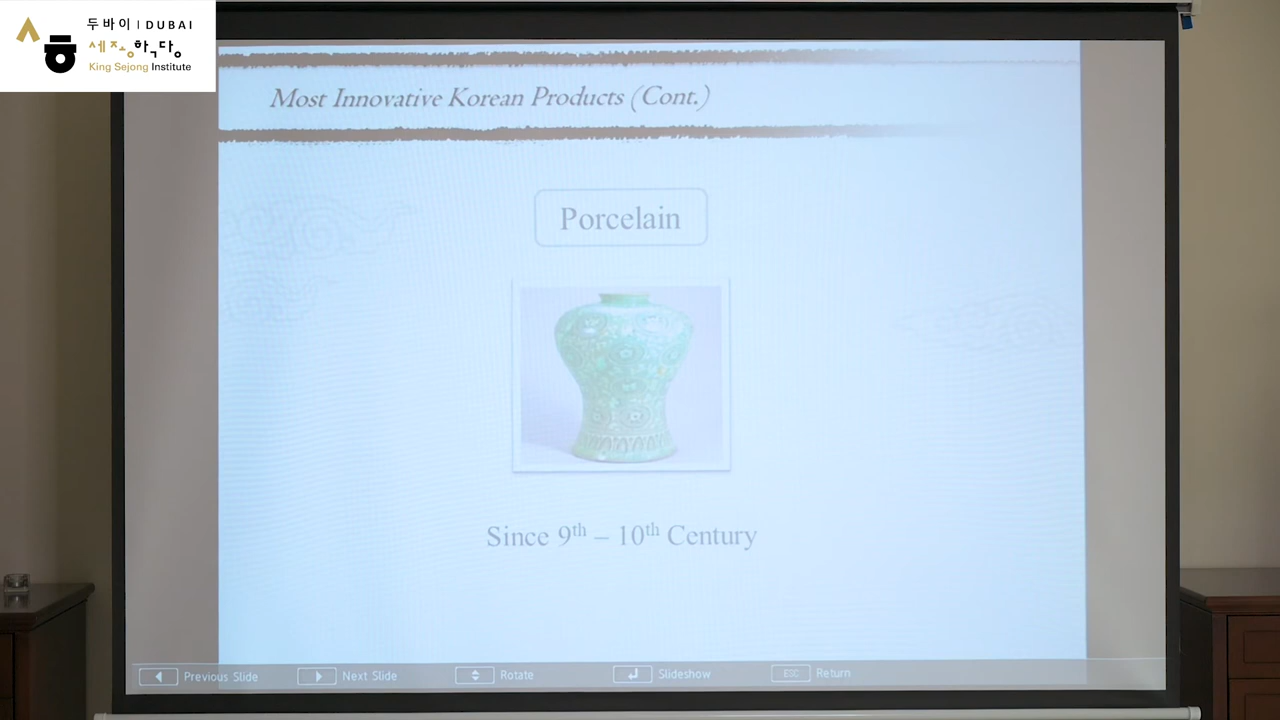 두바이 | DUBAI
세종학당
King Sejong Institute
Most Innovative Korean Products (Cont.)
Porcelain
Since 9th – 10th Century
Previous Slide
Next Slide
Rotate
Slideshow
ESC Return